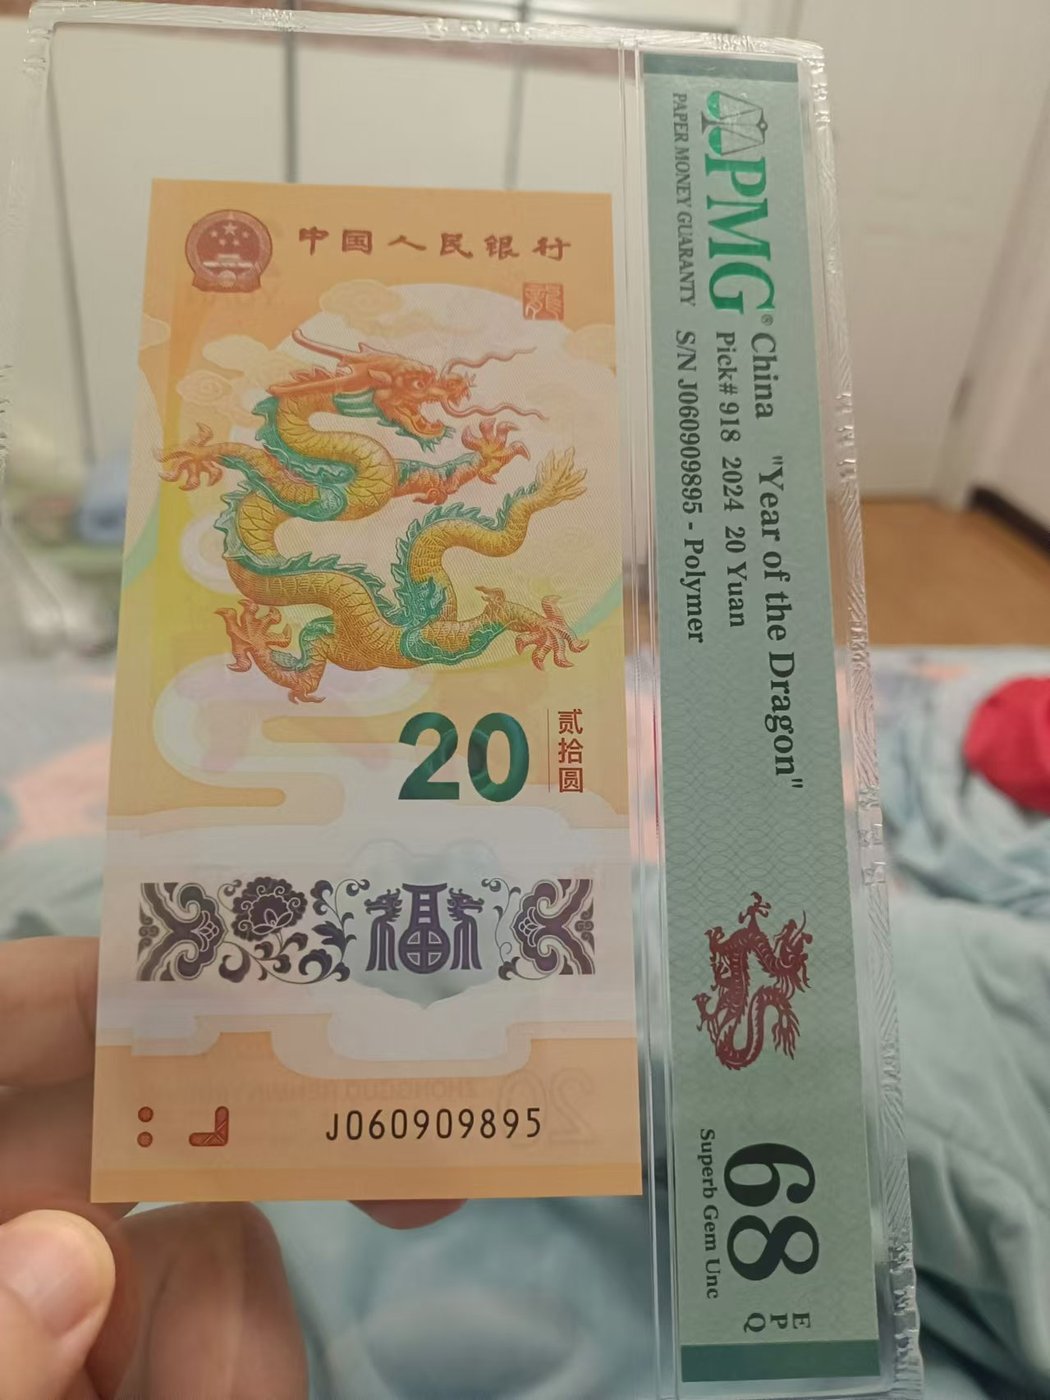 中国人民银行
龍
20
贰拾圆
福
J060909895
PMG®
PAPER MONEY GUARANTY
China "Year of the Dragon"
Pick# 918 2024 20 Yuan
S/N J060909895 - Polymer
68
Superb Gem Unc
EPQ